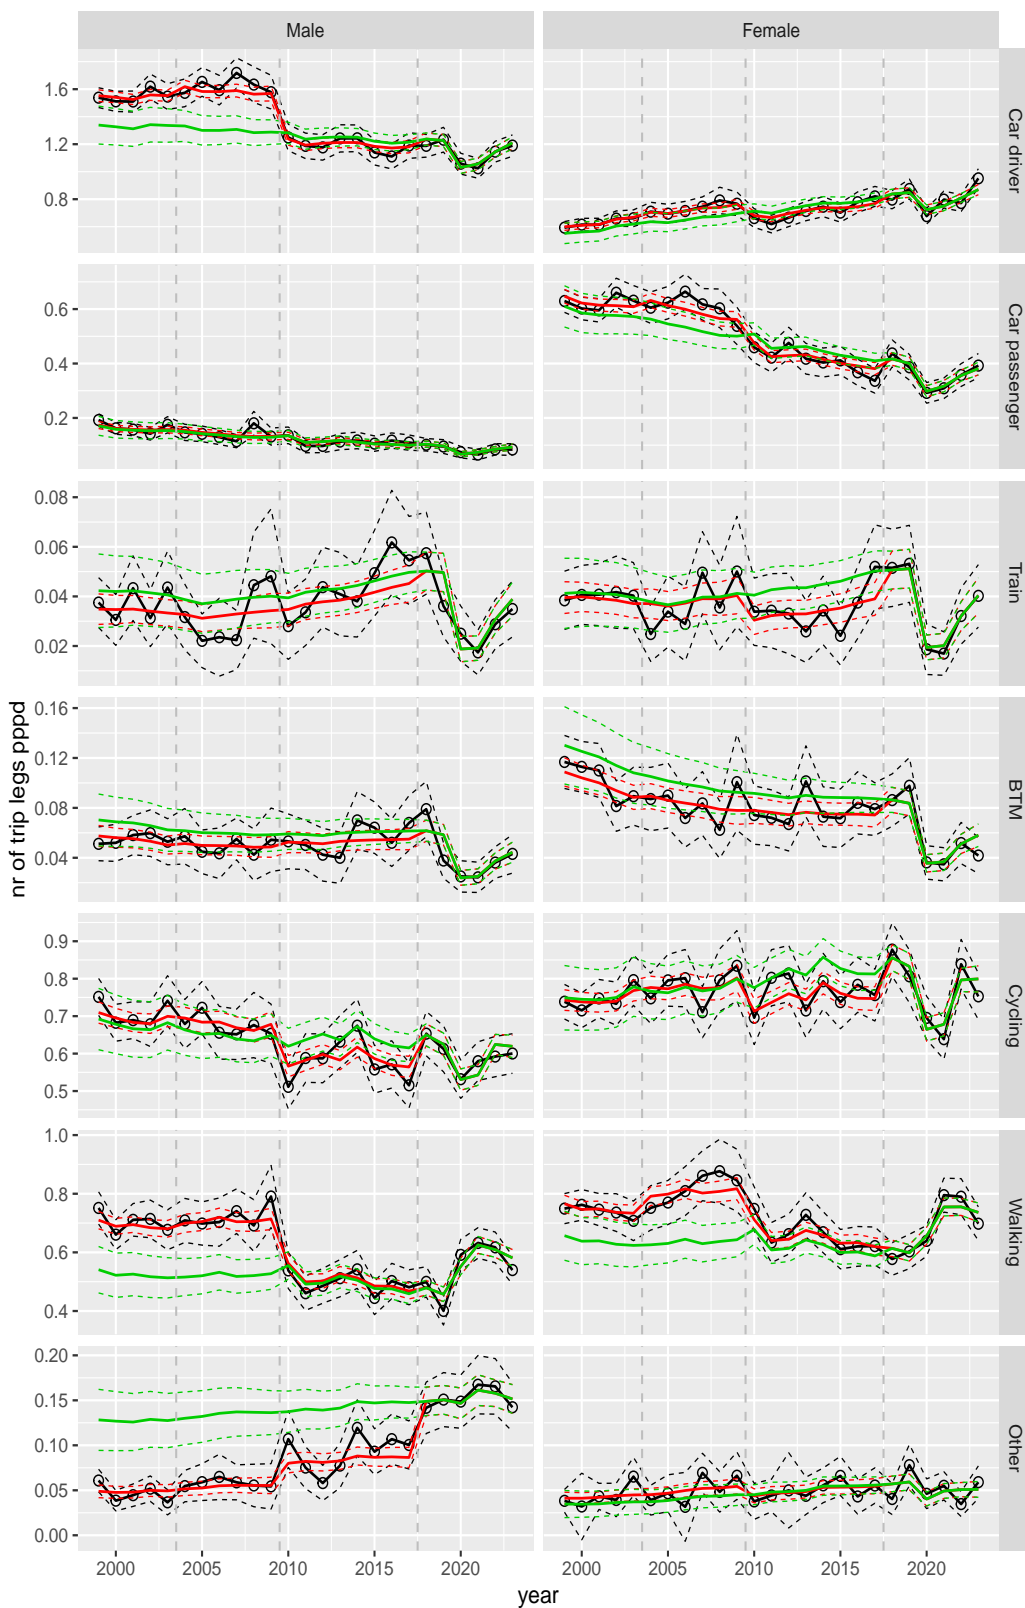 Male Female
1.6
1.2
0.8
Car driver
0.6
0.4
0.2
Car passenger
0.08
0.06
0.04
0.02
Train
nr of trip legs pppd
0.16
0.12
0.08
0.04
BTM
0.9
0.8
0.7
0.6
0.5
Cycling
1.0
0.8
0.6
0.4
Walking
0.20
0.15
0.10
0.05
0.00
Other
2000 2005 2010 2015 2020 2000 2005 2010 2015 2020
year